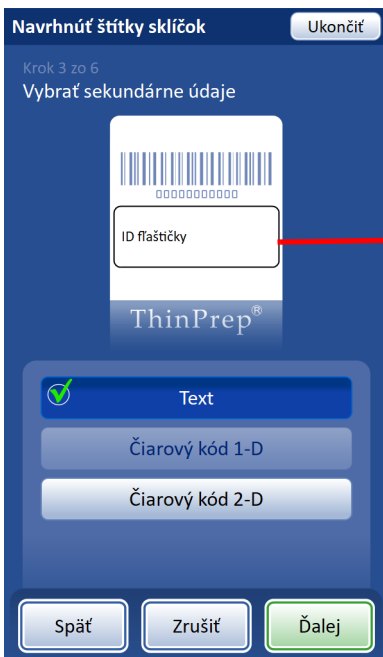 Navrhnúť štítky sklíčok
Ukončiť
Krok 3 zo 6
Vybrať sekundárne údaje
ID fľaštičky
ThinPrep®
Text
Čiarový kód 1-D
Čiarový kód 2-D
Späť
Zrušiť
Ďalej